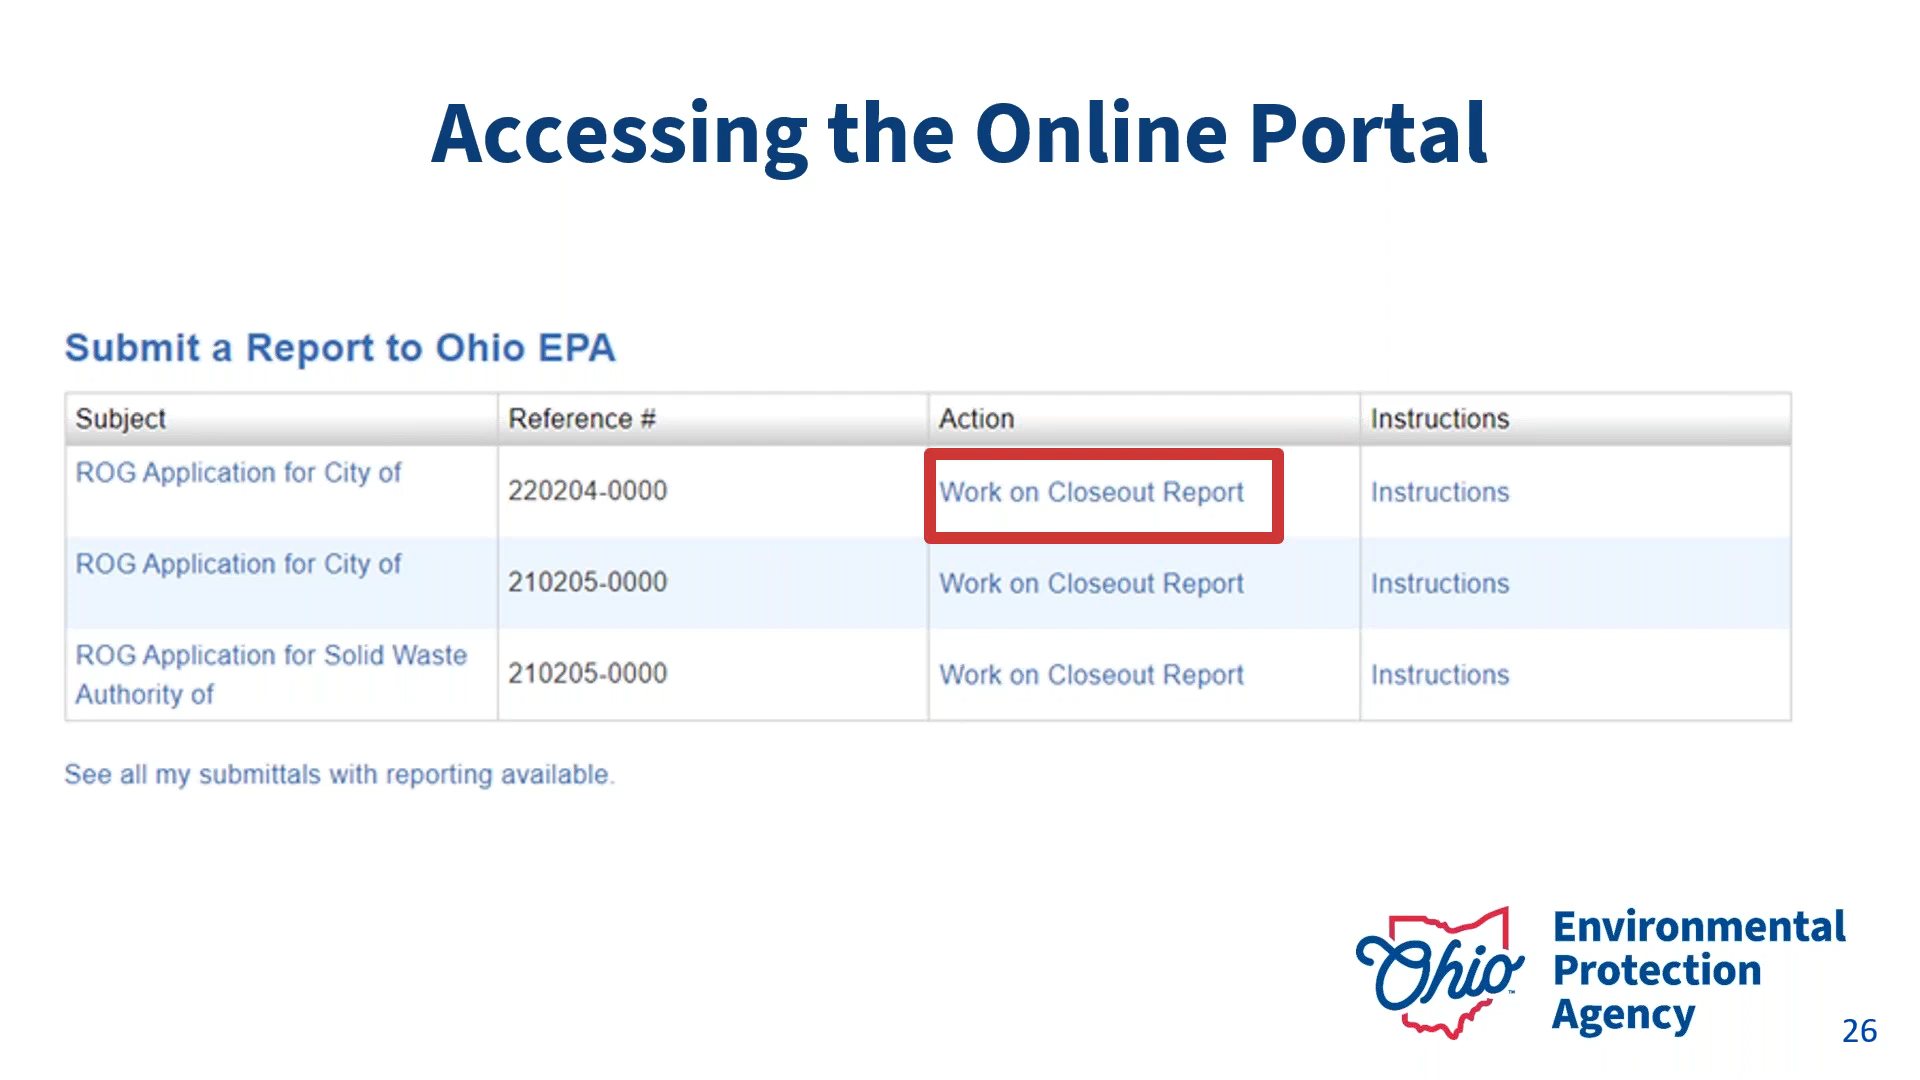 Accessing the Online Portal
Submit a Report to Ohio EPA
Subject Reference # Action Instructions
ROG Application for City of 220204-0000 Work on Closeout Report Instructions
ROG Application for City of 210205-0000 Work on Closeout Report Instructions
ROG Application for Solid Waste
Authority of 210205-0000 Work on Closeout Report Instructions
See all my submittals with reporting available.
Ohio ™
Environmental
Protection
Agency
26